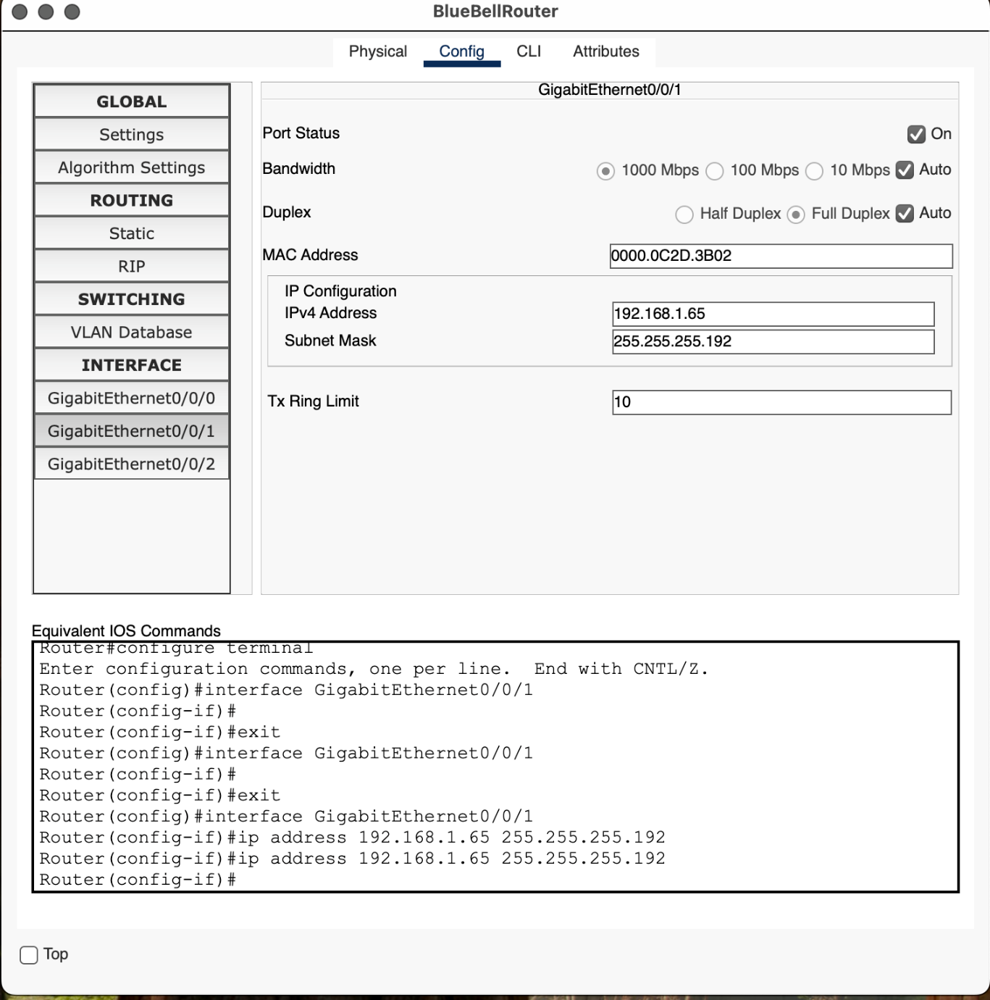 BlueBellRouter
Physical Config CLI Attributes
GLOBAL
Settings
Algorithm Settings
ROUTING
Static
RIP
SWITCHING
VLAN Database
INTERFACE
GigabitEthernet0/0/0
GigabitEthernet0/0/1
GigabitEthernet0/0/2
GigabitEthernet0/0/1
Port Status On
Bandwidth 1000 Mbps 100 Mbps 10 Mbps Auto
Duplex Half Duplex Full Duplex Auto
MAC Address 0000.0C2D.3B02
IP Configuration
IPv4 Address 192.168.1.65
Subnet Mask 255.255.255.192
Tx Ring Limit 10
Equivalent IOS Commands
Router#configure terminal
Enter configuration commands, one per line.  End with CNTL/Z.
Router(config)#interface GigabitEthernet0/0/1
Router(config-if)#
Router(config-if)#exit
Router(config)#interface GigabitEthernet0/0/1
Router(config-if)#
Router(config-if)#exit
Router(config)#interface GigabitEthernet0/0/1
Router(config-if)#ip address 192.168.1.65 255.255.255.192
Router(config-if)#ip address 192.168.1.65 255.255.255.192
Router(config-if)#
Top